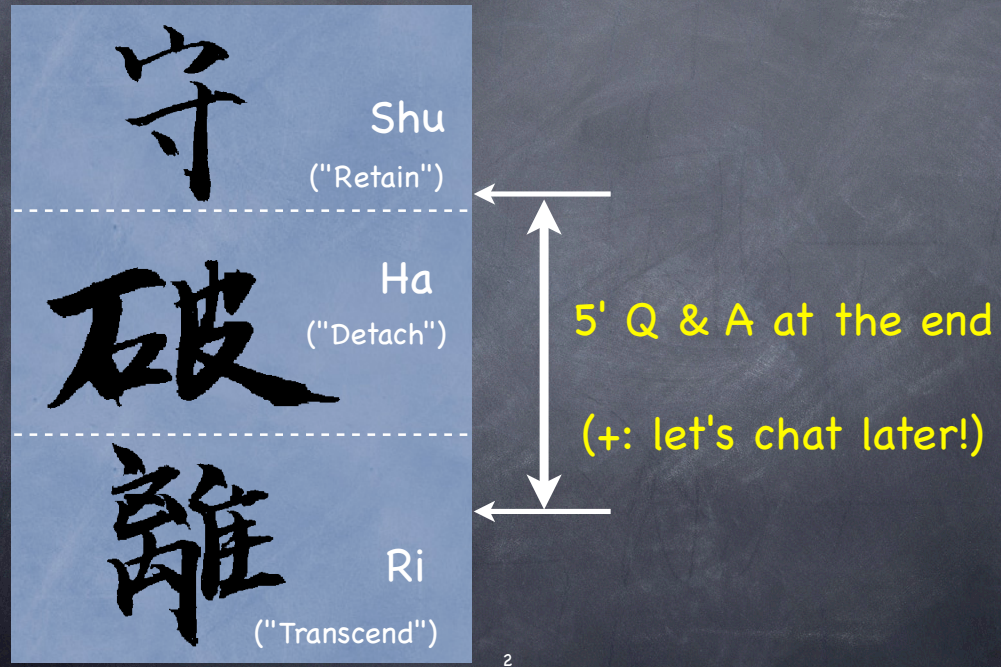 守
Shu
("Retain")
破
Ha
("Detach")
離
Ri
("Transcend")
5' Q & A at the end
(+: let's chat later!)
2